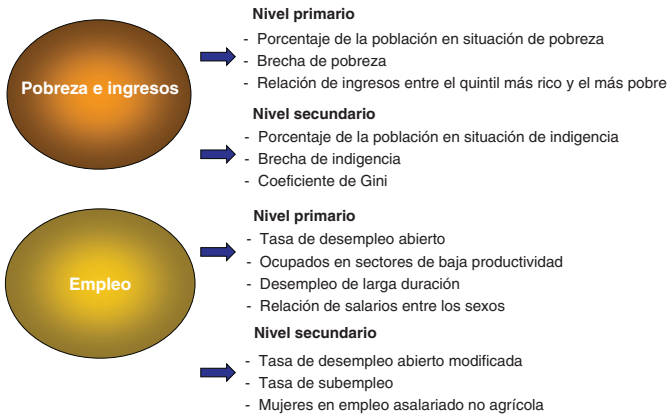 Pobreza e ingresos
Nivel primario
- Porcentaje de la población en situación de pobreza
- Brecha de pobreza
- Relación de ingresos entre el quintil más rico y el más pobre
Nivel secundario
- Porcentaje de la población en situación de indigencia
- Brecha de indigencia
- Coeficiente de Gini
Empleo
Nivel primario
- Tasa de desempleo abierto
- Ocupados en sectores de baja productividad
- Desempleo de larga duración
- Relación de salarios entre los sexos
Nivel secundario
- Tasa de desempleo abierto modificada
- Tasa de subempleo
- Mujeres en empleo asalariado no agrícola